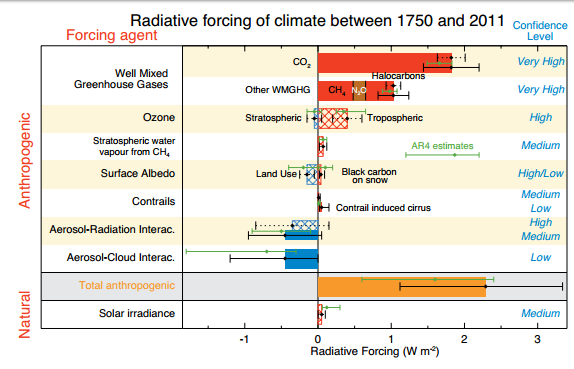 Radiative forcing of climate between 1750 and 2011
Forcing agent
Confidence
Level
Anthropogenic
Natural
Well Mixed
Greenhouse Gases
CO2
Very High
Other WMGHG
CH4
N2O
Halocarbons
Very High
Ozone
Stratospheric
Tropospheric
High
Stratospheric water
vapour from CH4
AR4 estimates
Medium
Surface Albedo
Land Use
Black carbon
on snow
High/Low
Contrails
Contrail induced cirrus
Medium
Low
Aerosol-Radiation Interac.
High
Medium
Aerosol-Cloud Interac.
Low
Total anthropogenic
Solar irradiance
Medium
-1 0 1 2 3
Radiative Forcing (W m-2)